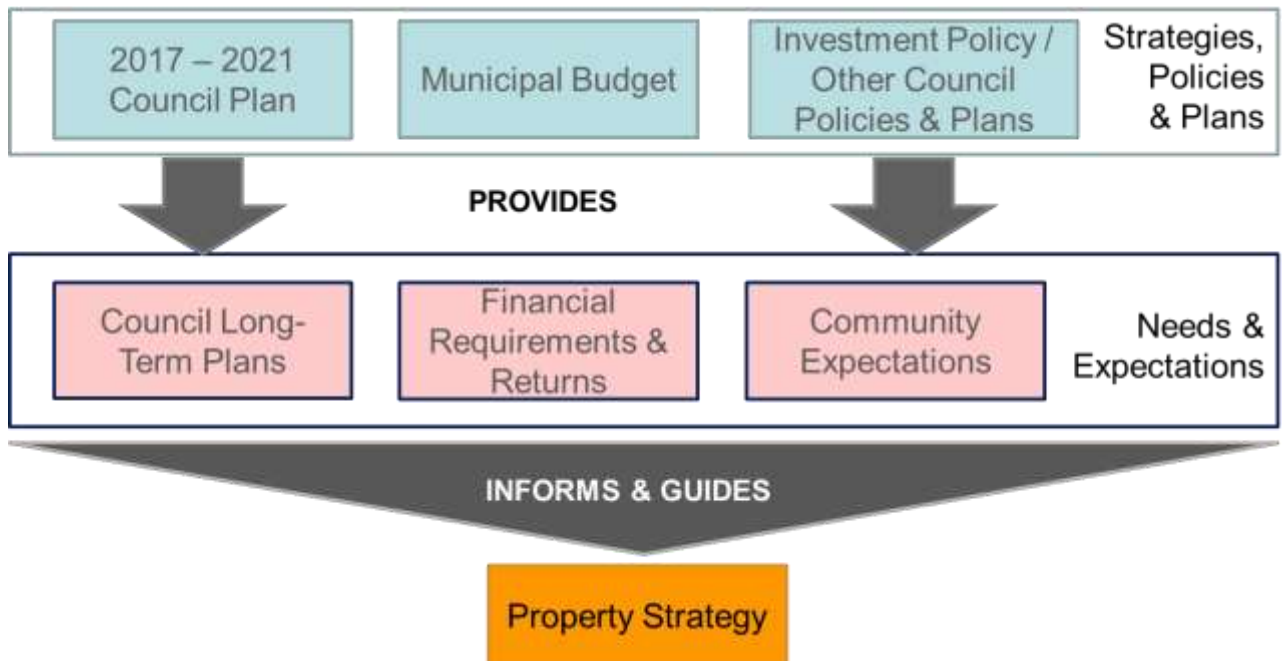 2017 – 2021
Council Plan
Municipal Budget
Investment Policy /
Other Council
Policies & Plans
Strategies,
Policies
& Plans
PROVIDES
Council Long-
Term Plans
Financial
Requirements &
Returns
Community
Expectations
Needs &
Expectations
INFORMS & GUIDES
Property Strategy